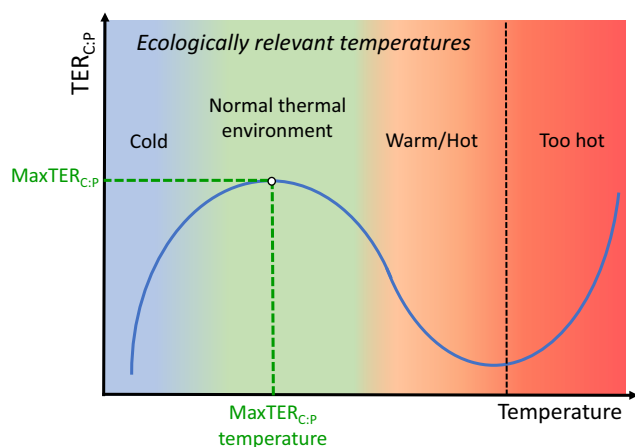 TERC:P
Ecologically relevant temperatures
Normal thermal
environment
Cold
Warm/Hot
Too hot
MaxTERC:P
MaxTERC:P
temperature
Temperature